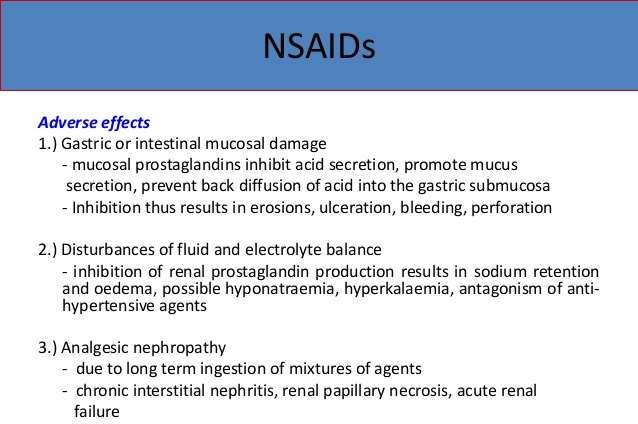 NSAIDs
Adverse effects
1.) Gastric or intestinal mucosal damage
- mucosal prostaglandins inhibit acid secretion, promote mucus
secretion, prevent back diffusion of acid into the gastric submucosa
- Inhibition thus results in erosions, ulceration, bleeding, perforation
2.) Disturbances of fluid and electrolyte balance
- inhibition of renal prostaglandin production results in sodium retention
and oedema, possible hyponatraemia, hyperkalaemia, antagonism of anti-
hypertensive agents
3.) Analgesic nephropathy
- due to long term ingestion of mixtures of agents
- chronic interstitial nephritis, renal papillary necrosis, acute renal
failure